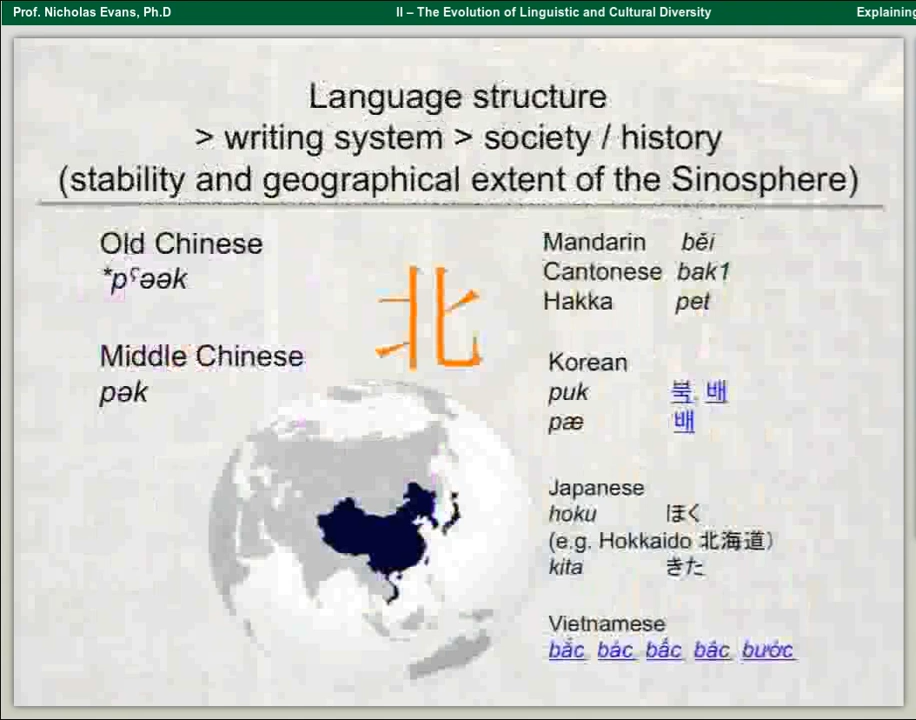 Prof. Nicholas Evans, Ph.D
II – The Evolution of Linguistic and Cultural Diversity
Explaining
Language structure
> writing system > society / history
(stability and geographical extent of the Sinosphere)
Old Chinese
*pˤəək
Middle Chinese
pək
北
Mandarin běi
Cantonese bak1
Hakka pet
Korean
puk 북, 배
pæ 배
Japanese
hoku ほく
(e.g. Hokkaido 北海道)
kita きた
Vietnamese
bắc bác bấc bâc bước